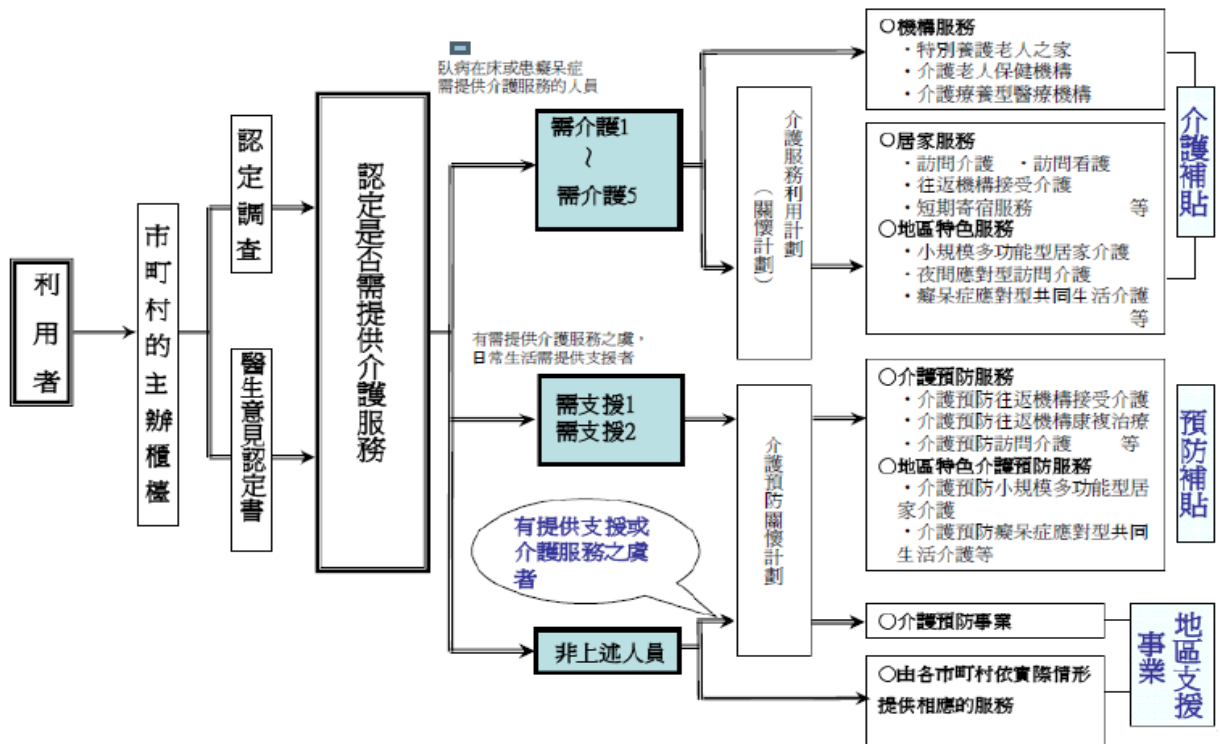 利用者
市町村的主辦櫃檯
認定調查
醫生意見認定書
認定是否需提供介護服務
臥病在床或患癡呆症
需提供介護服務的人員
需介護1
~
需介護5
有需提供介護服務之虞，
日常生活需提供支援者
需支援1
需支援2
有提供支援或
介護服務之虞
者
非上述人員
介護服務利用計劃
（關懷計劃）
介護預防關懷計劃
○機構服務
・特別養護老人之家
・介護老人保健機構
・介護療養型醫療機構
○居家服務
・訪問介護 ・訪問看護
・往返機構接受介護
・短期寄宿服務 等
○地區特色服務
・小規模多功能型居家介護
・夜間應對型訪問介護
・癡呆症應對型共同生活介護
等
介護補貼
○介護預防服務
・介護預防往返機構接受介護
・介護預防往返機構康複治療
・介護預防訪問介護 等
○地區特色介護預防服務
・介護預防小規模多功能型居
家介護
・介護預防癡呆症應對型共同
生活介護等
預防補貼
○介護預防事業
○由各市町村依實際情形
提供相應的服務
地區支援
事業